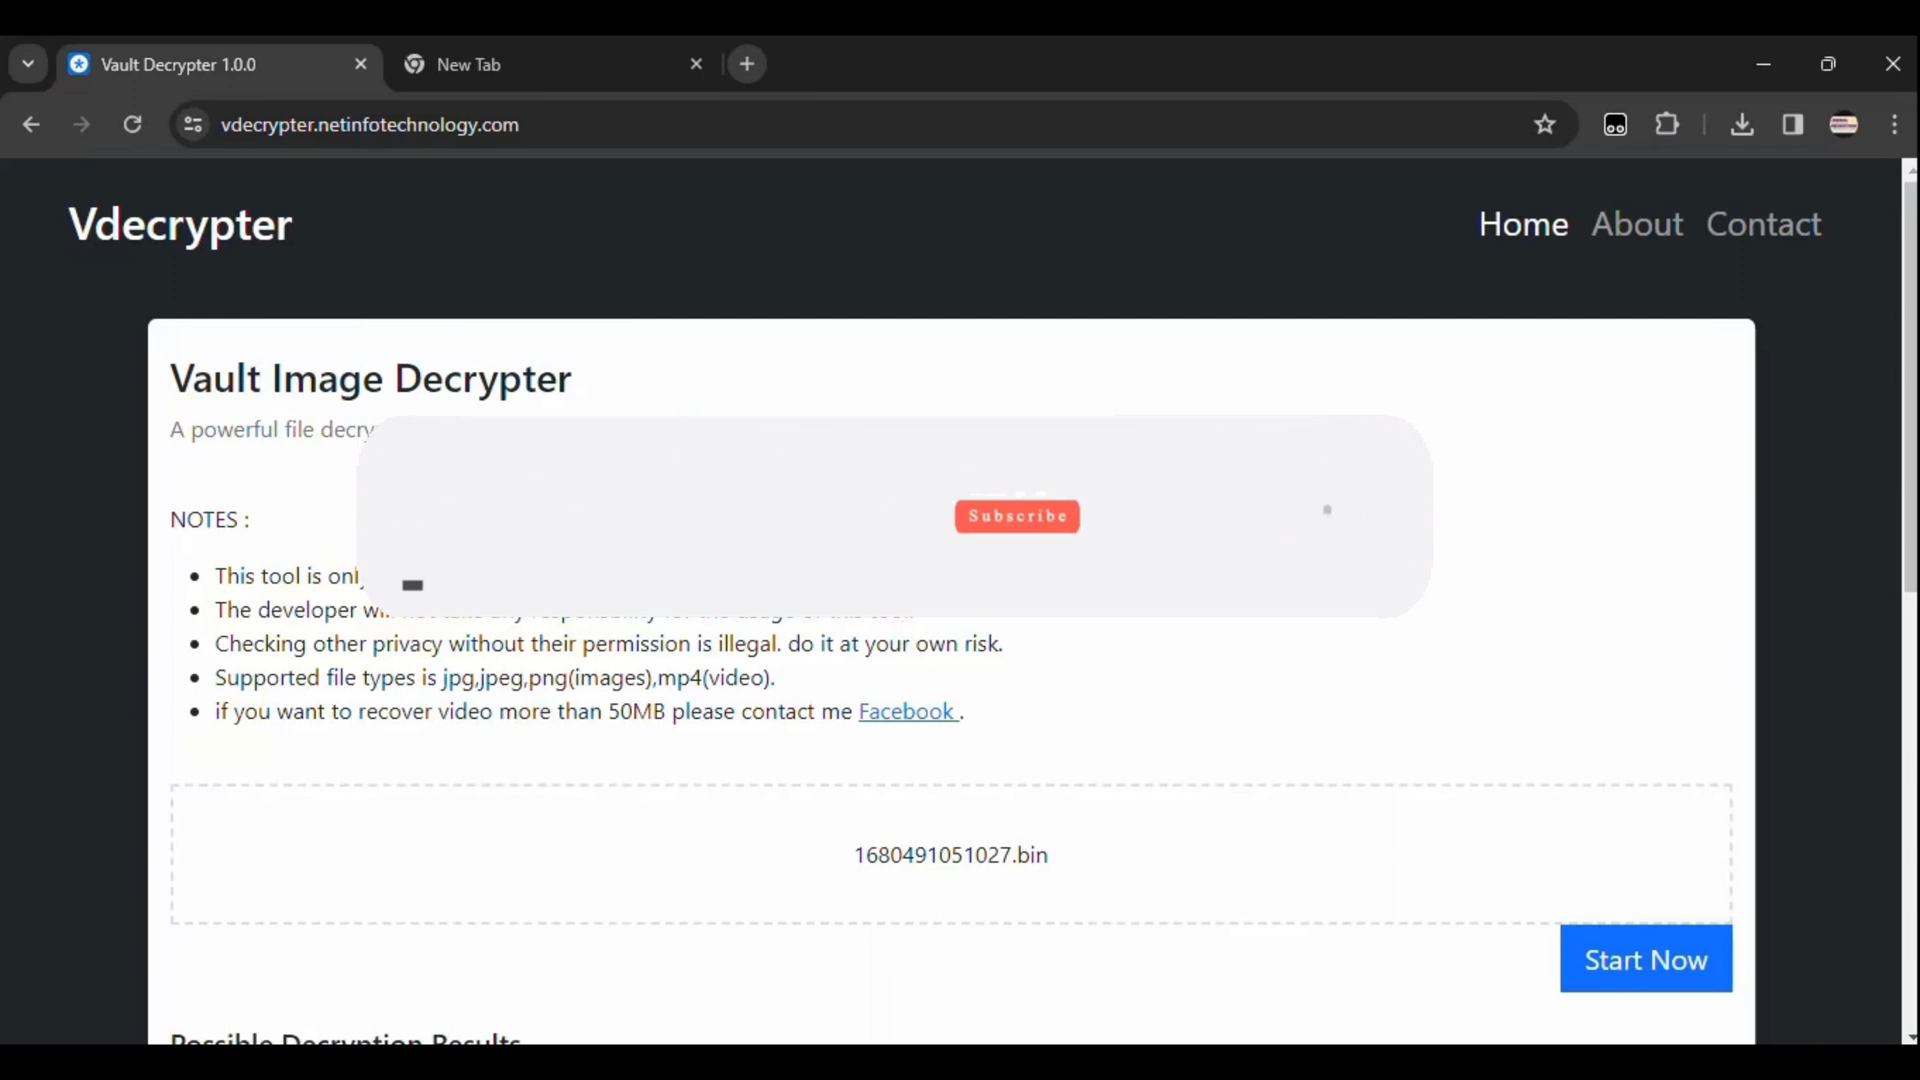 Vault Decrypter 1.0.0
New Tab
vdecrypter.netinfotechnology.com
Vdecrypter
Home About Contact
Vault Image Decrypter
A powerful file
Subscribe
NOTES :
This tool is
The developer
Checking other privacy without their permission is illegal. do it at your own risk.
Supported file types is jpg,jpeg,png(images),mp4(video).
if you want to recover video more than 50MB please contact me Facebook .
1680491051027.bin
Start Now
Possible Decryption Results